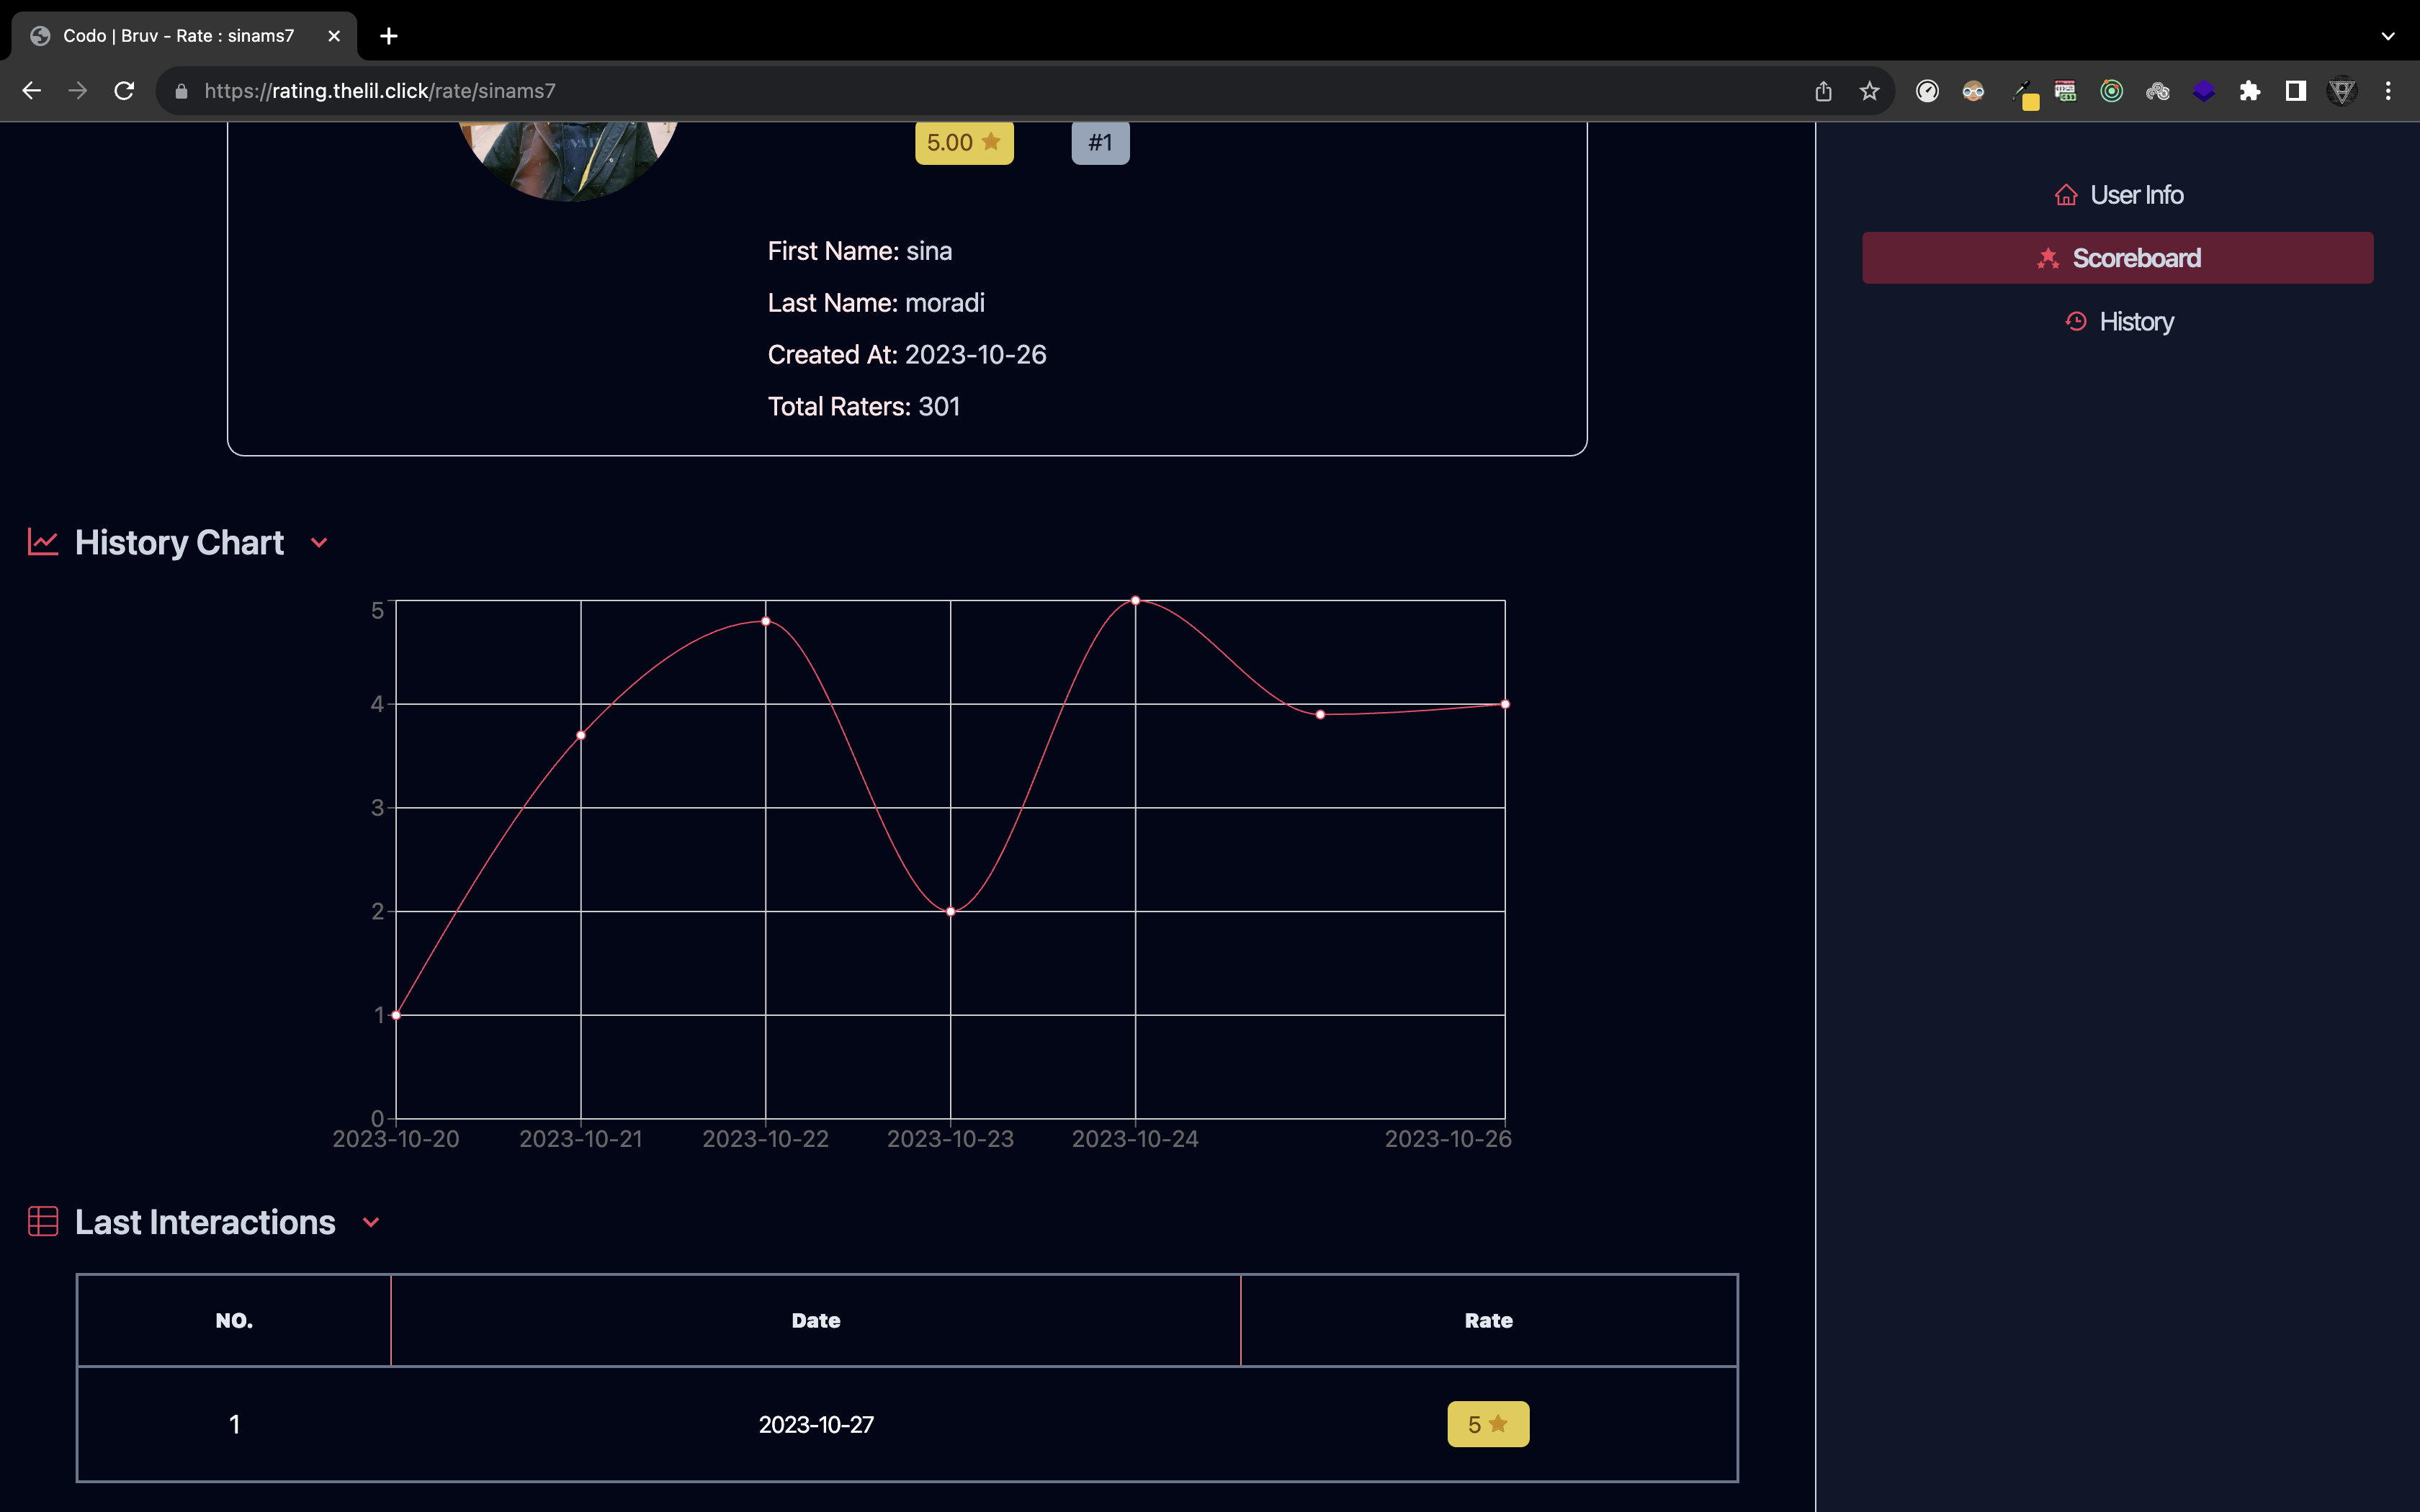 Codo | Bruv - Rate : sinams7
https://rating.thelil.click/rate/sinams7
5.00 #1
First Name: sina
Last Name: moradi
Created At: 2023-10-26
Total Raters: 301
User Info
Scoreboard
History
History Chart
5
4
3
2
1
0
2023-10-20 2023-10-21 2023-10-22 2023-10-23 2023-10-24 2023-10-26
Last Interactions
NO. Date Rate
1 2023-10-27 5